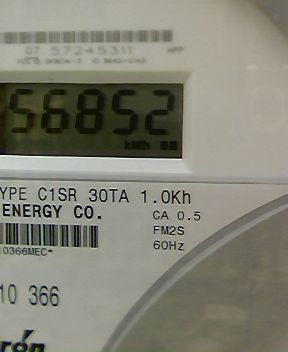 07 57245311
56852
kWh
YPE C1SR 30TA 1.0Kh
ENERGY CO.
CA 0.5
FM2S
60Hz
0366MEC*
10 366
rón